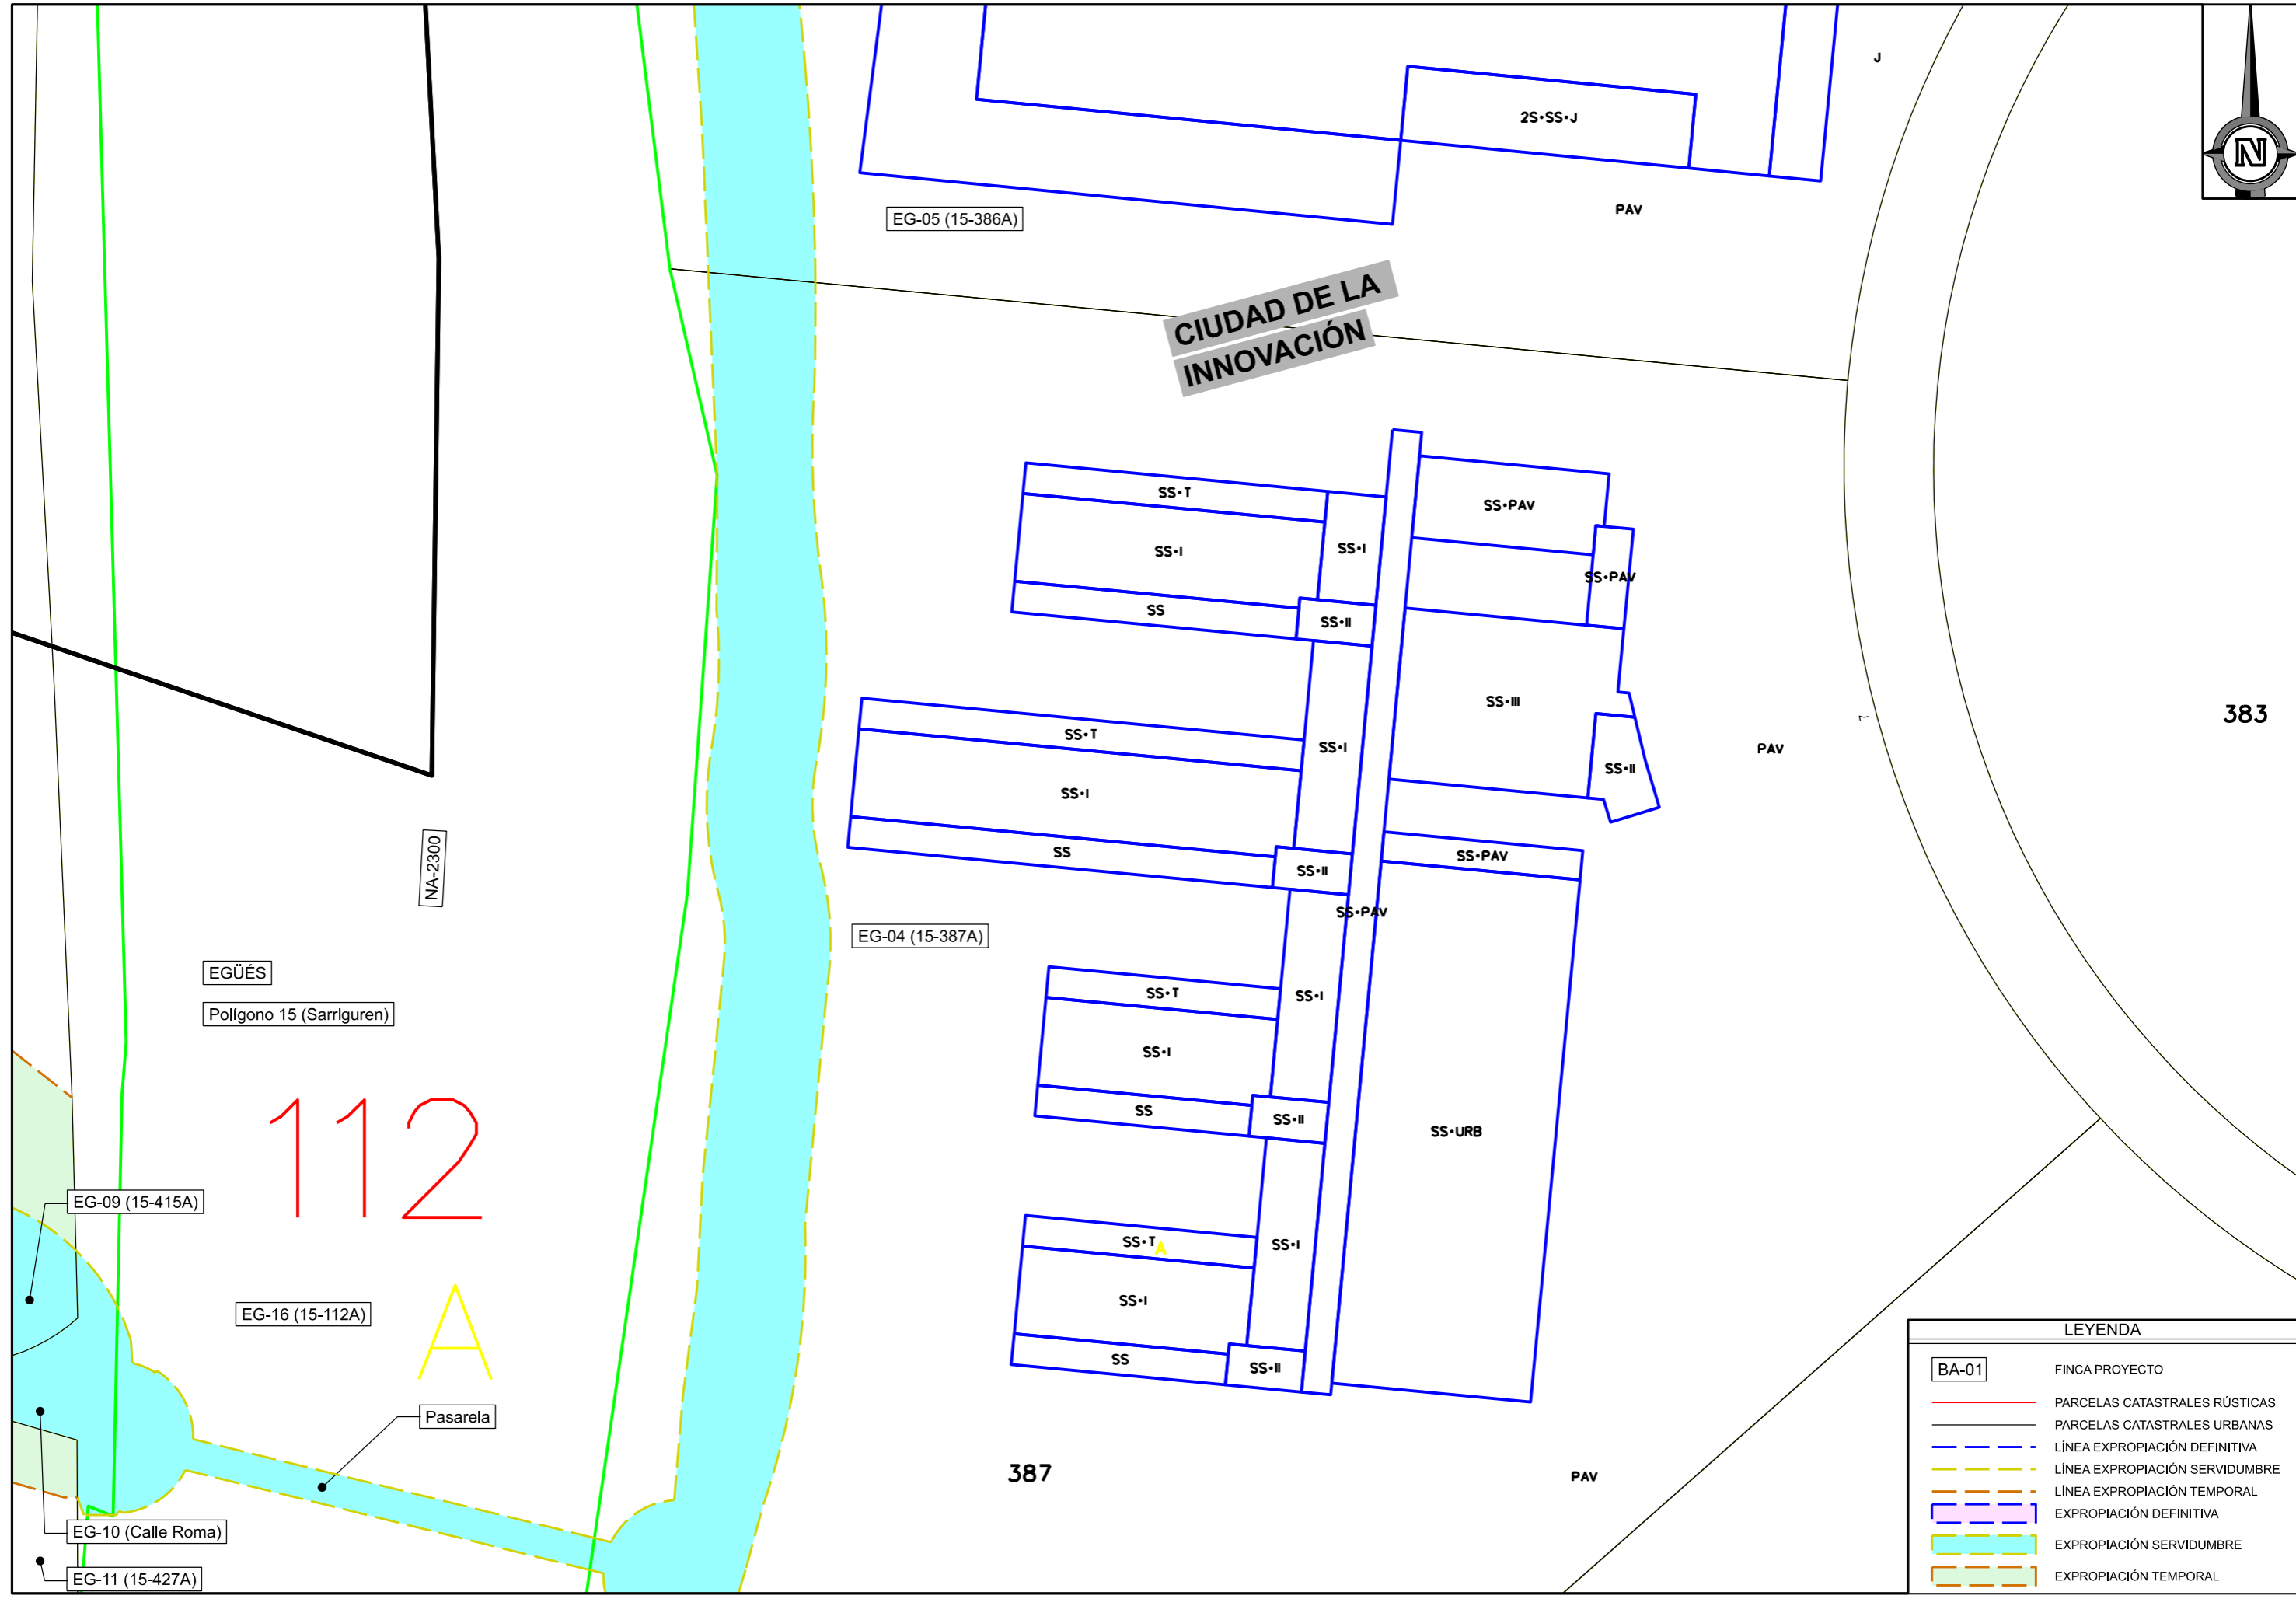 J
2S·SS·J
N
PAV
EG-05 (15-386A)
CIUDAD DE LA
INNOVACIÓN
SS·T
SS·PAV
SS·I
SS·I
SS·PAV
SS
SS·II
SS·III
383
SS·T
SS·I
PAV
SS·II
SS·I
SS
SS·PAV
SS·II
NA-2300
SS·PAV
EG-04 (15-387A)
EGÜÉS
SS·T
SS·I
Polígono 15 (Sarriguren)
SS·I
112
SS
SS·II
SS·URB
EG-09 (15-415A)
SS·T
A
SS·I
SS·I
EG-16 (15-112A)
A
SS
SS·II
Pasarela
387
PAV
EG-10 (Calle Roma)
EG-11 (15-427A)
LEYENDA
BA-01 FINCA PROYECTO
PARCELAS CATASTRALES RÚSTICAS
PARCELAS CATASTRALES URBANAS
LÍNEA EXPROPIACIÓN DEFINITIVA
LÍNEA EXPROPIACIÓN SERVIDUMBRE
LÍNEA EXPROPIACIÓN TEMPORAL
EXPROPIACIÓN DEFINITIVA
EXPROPIACIÓN SERVIDUMBRE
EXPROPIACIÓN TEMPORAL